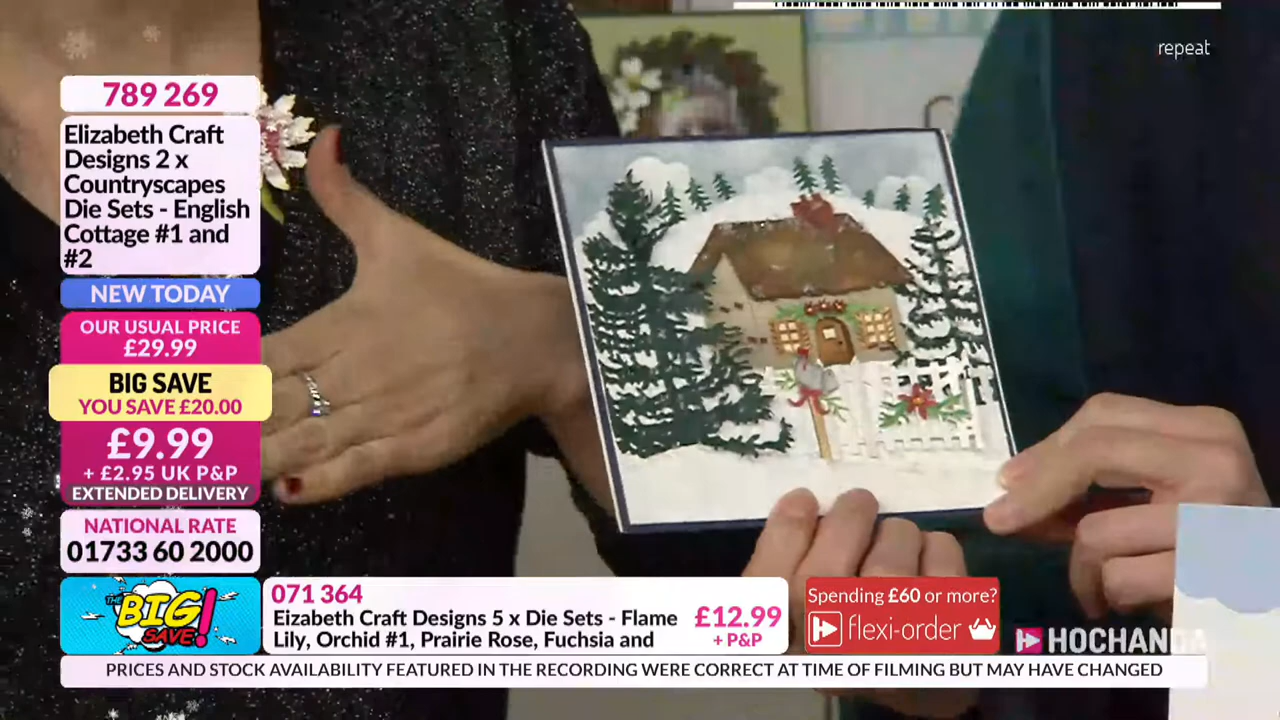 repeat
789 269
Elizabeth Craft
Designs 2 x
Countryscapes
Die Sets - English
Cottage #1 and
#2
NEW TODAY
OUR USUAL PRICE
£29.99
BIG SAVE
YOU SAVE £20.00
£9.99
+ £2.95 UK P&P
EXTENDED DELIVERY
NATIONAL RATE
01733 60 2000
THE
BIG
SAVE!
071 364
Eizabeth Craft Designs 5 x Die Sets - Flame
Lily, Orchid #1, Prairie Rose, Fuchsia and
£12.99
+ P&P
Spending £60 or more?
flexi-order
HOCHANDA
PRICES AND STOCK AVAILABILITY FEATURED IN THE RECORDING WERE CORRECT AT TIME OF FILMING BUT MAY HAVE CHANGED